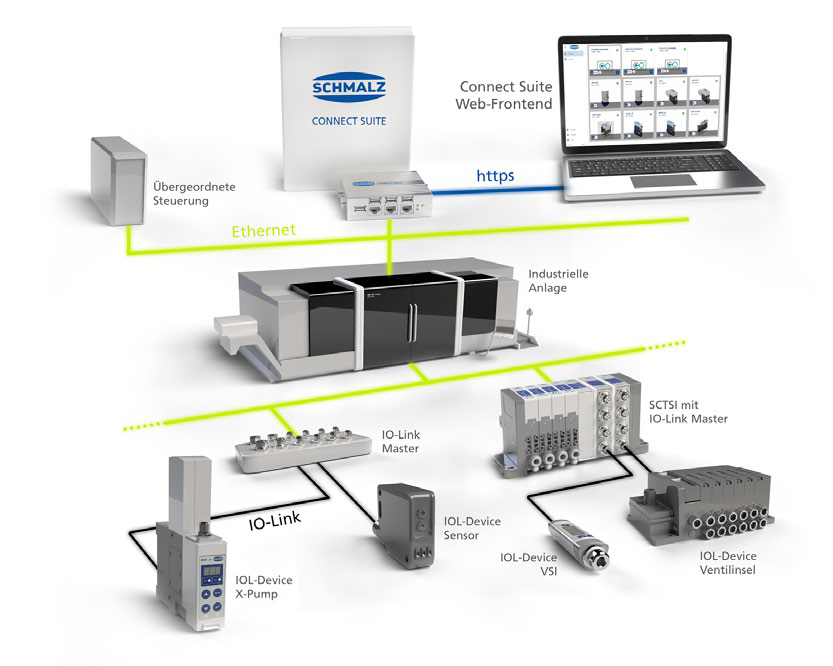 SCHMALZ
CONNECT SUITE
Connect Suite
Web-Frontend
Übergeordnete
Steuerung
https
Ethernet
Industrielle
Anlage
SCTSI mit
IO-Link Master
IO-Link
Master
IO-Link
IOL-Device
Sensor
IOL-Device
X-Pump
IOL-Device
VSI
IOL-Device
Ventilinsel